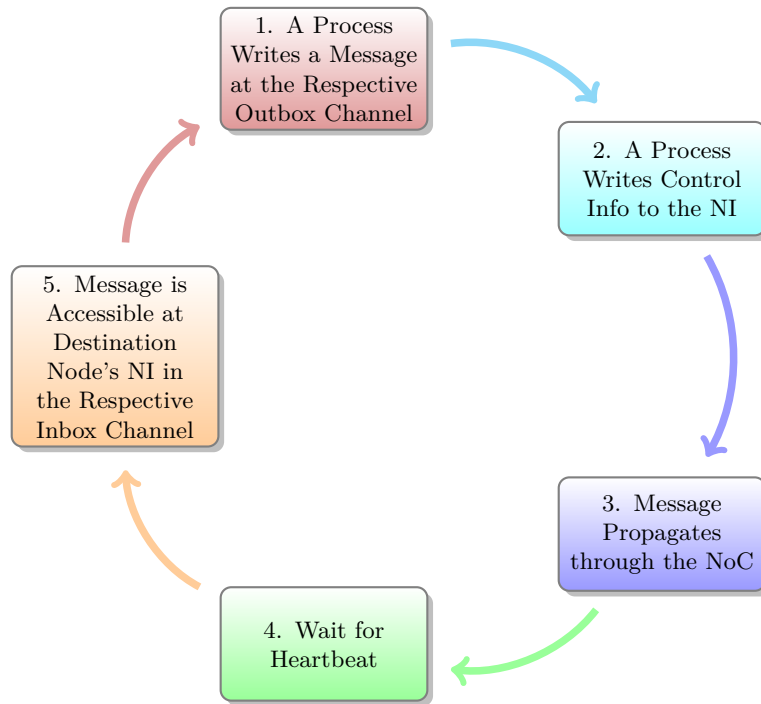 1. A Process
Writes a Message
at the Respective
Outbox Channel
2. A Process
Writes Control
Info to the NI
3. Message
Propagates
through the NoC
4. Wait for
Heartbeat
5. Message is
Accessible at
Destination
Node's NI in
the Respective
Inbox Channel